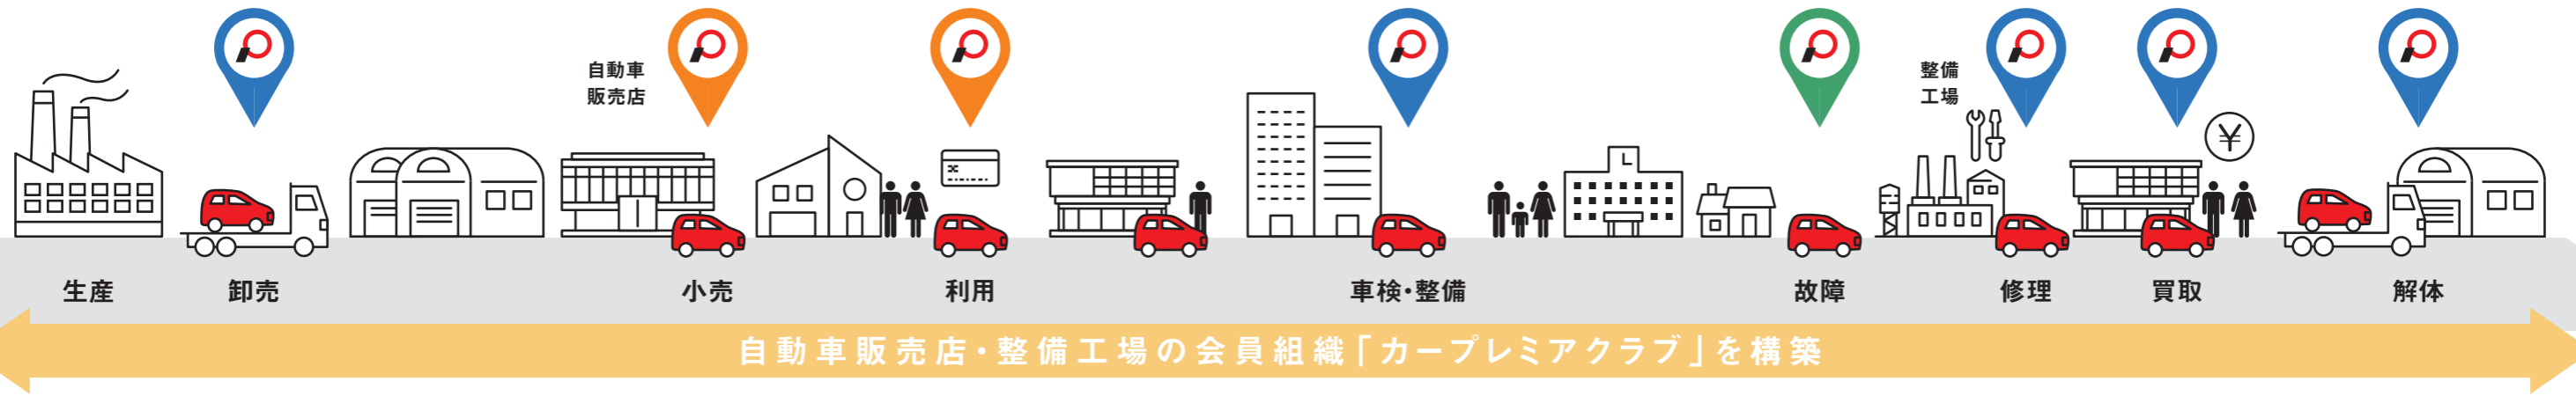 自動車
販売店
整備
工場
¥
生産
卸売
小売
利用
車検・整備
故障
修理
買取
解体
自動車販売店・整備工場の会員組織「カープレミアクラブ」を構築